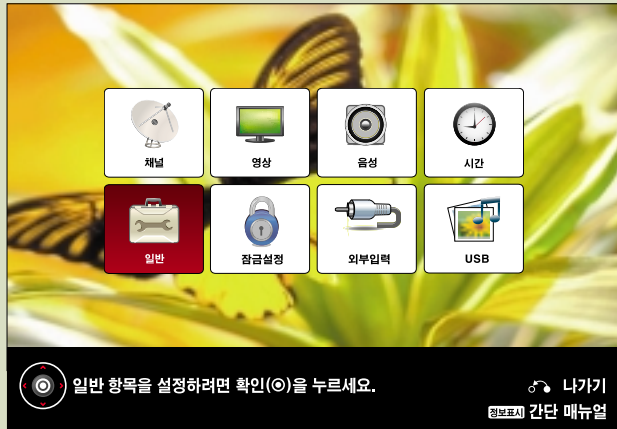 채널
영상
음성
시간
일반
잠금설정
외부입력
USB
일반 항목을 설정하려면 확인(⊙)을 누르세요.
나가기
정보표시 간단 매뉴얼